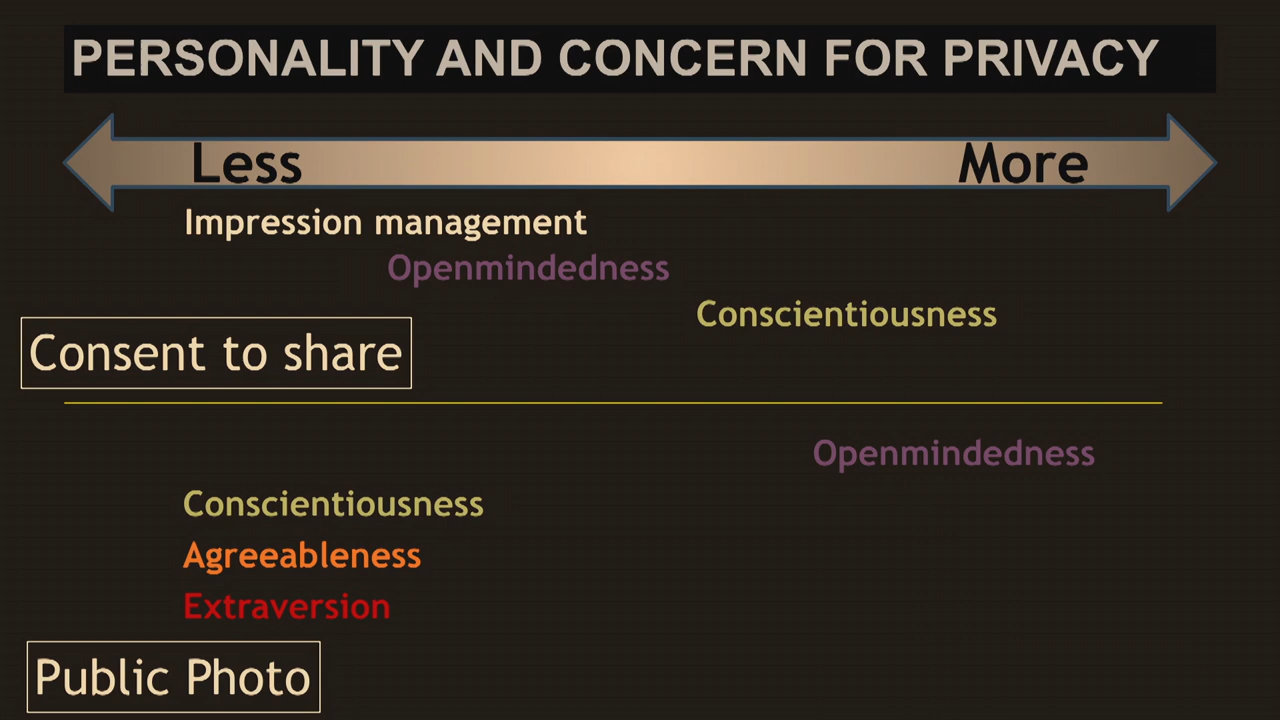 PERSONALITY AND CONCERN FOR PRIVACY
Less More
Impression management
Openmindedness
Conscientiousness
Consent to share
Openmindedness
Conscientiousness
Agreeableness
Extraversion
Public Photo